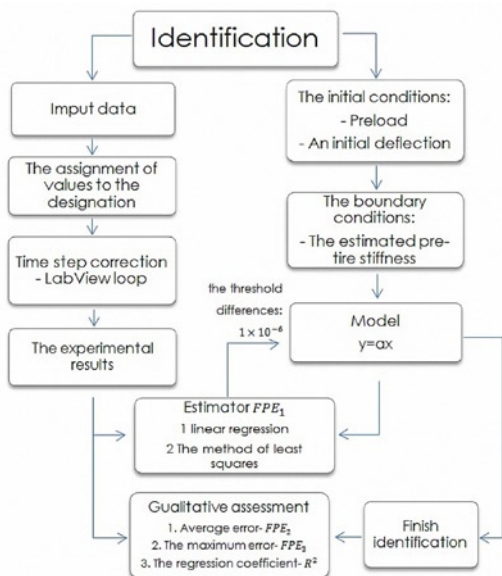 Identification
Imput data
The assignment of
values to the
designation
Time step correction
- LabView loop
The experimental
results
The initial conditions:
- Preload
- An initial deflection
The boundary
conditions:
- The estimated pre-
tire stiffness
the threshold
differences:
1 × 10⁻⁶
Model
y=ax
Estimator FPE₁
1 linear regression
2 The method of least
squares
Gualitative assessment
1. Average error- FPE₂
2. The maximum error- FPE₃
3. The regression coefficient- R²
Finish
identification